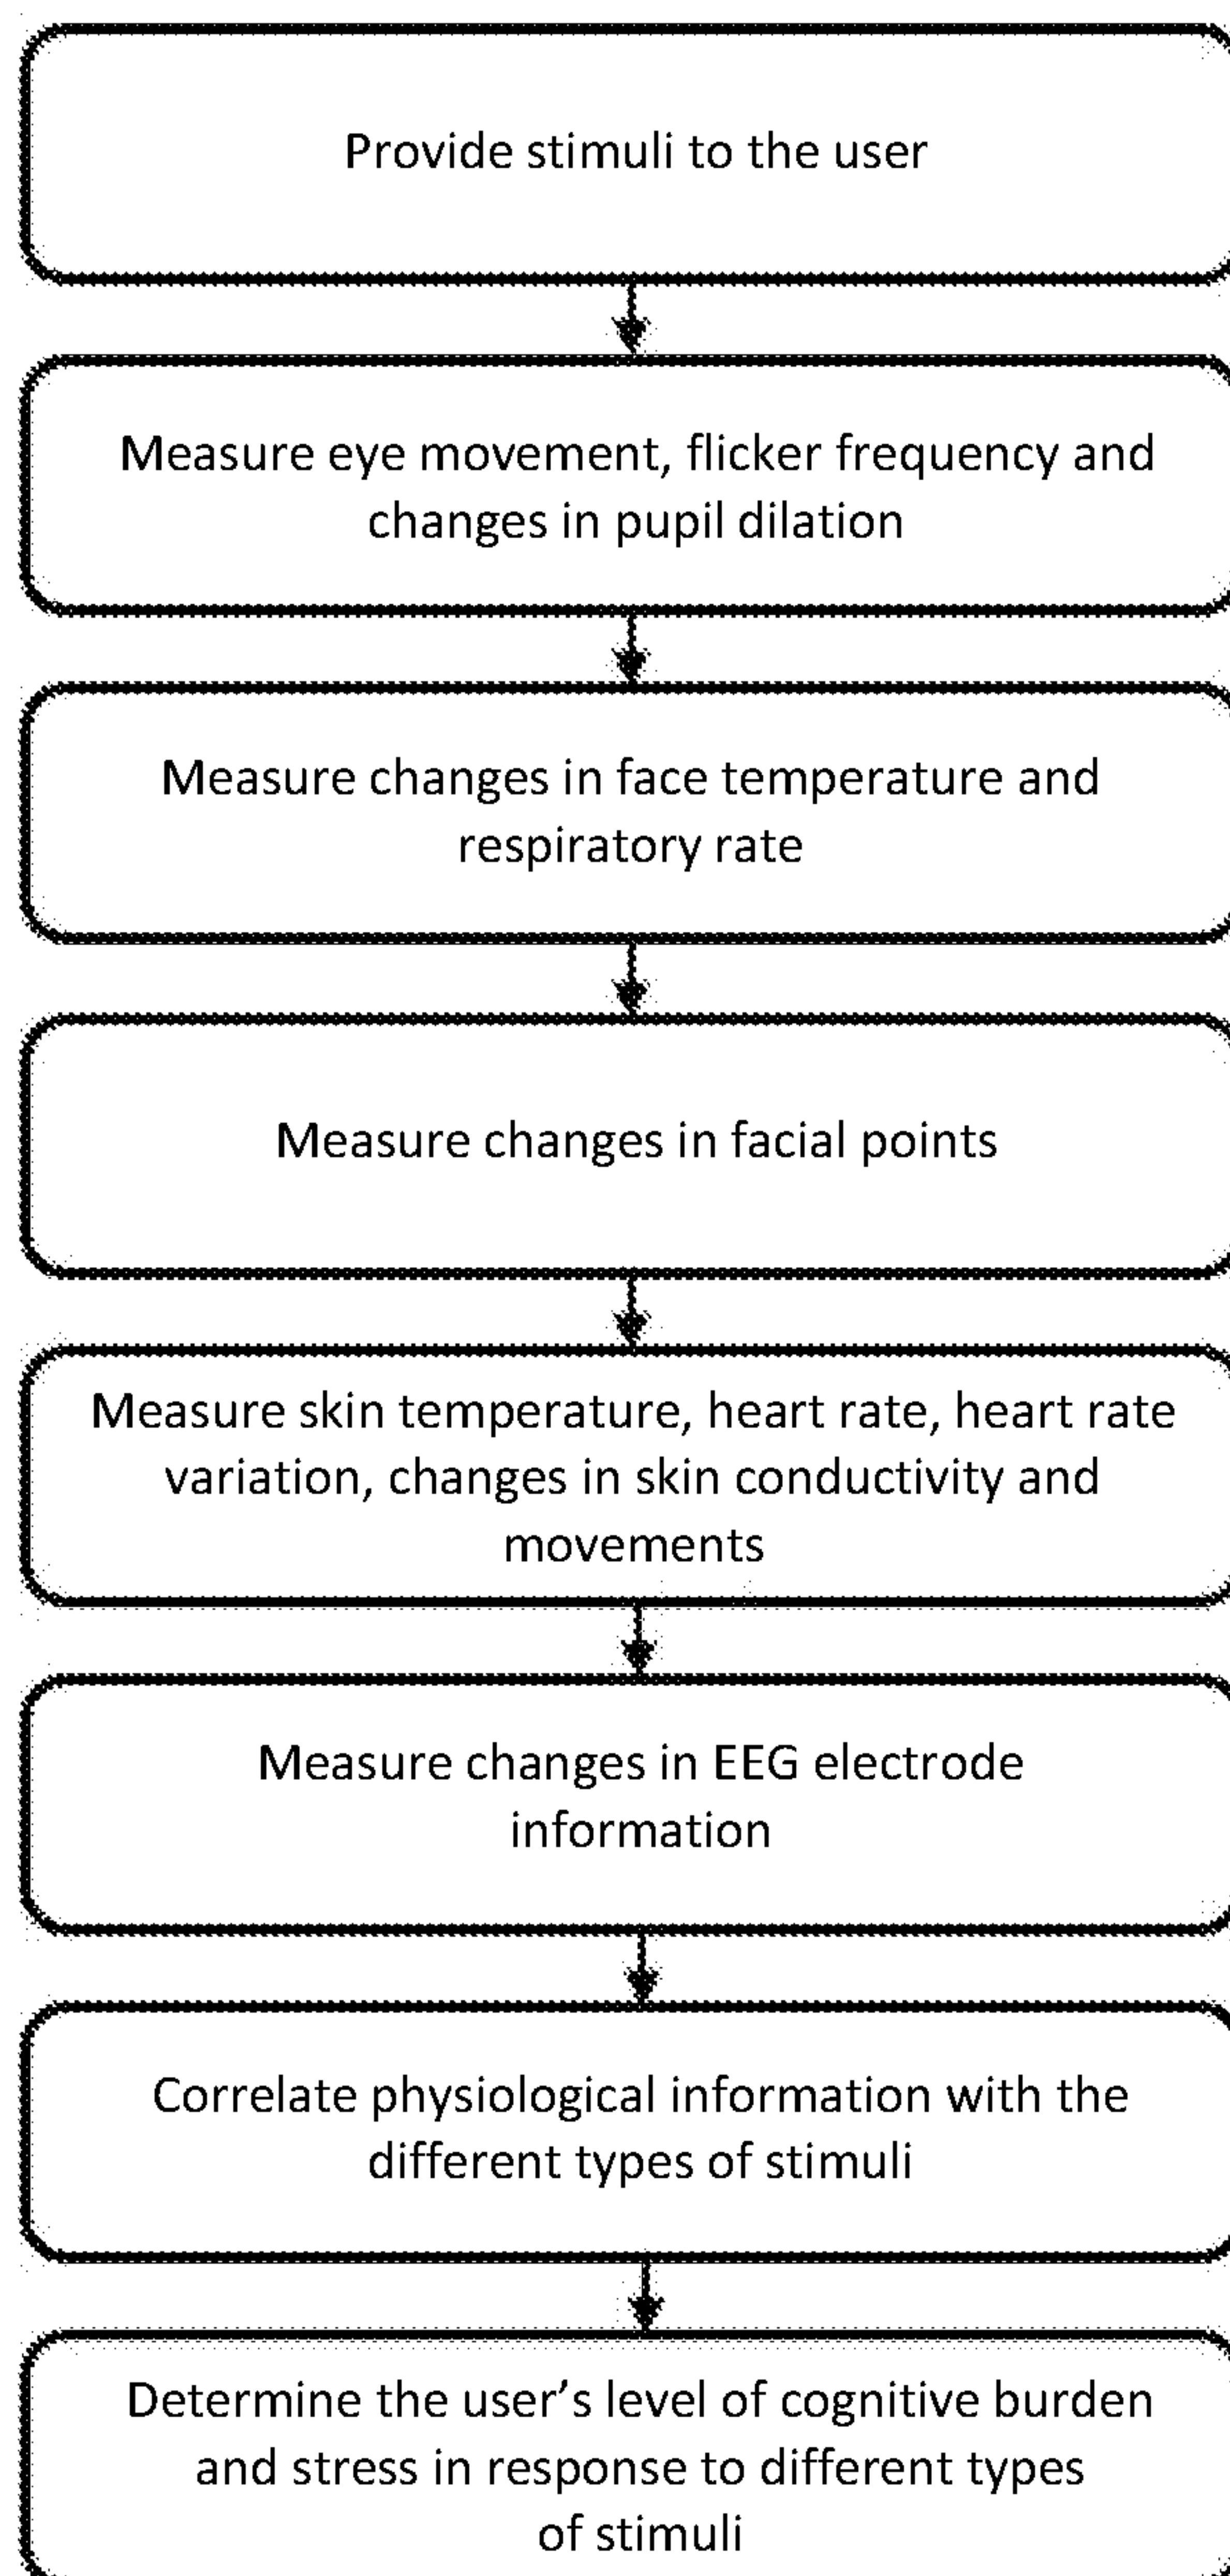 Provide stimuli to the user
Measure eye movement, flicker frequency and
changes in pupil dilation
Measure changes in face temperature and
respiratory rate
Measure changes in facial points
Measure skin temperature, heart rate, heart rate
variation, changes in skin conductivity and
movements
Measure changes in EEG electrode
information
Correlate physiological information with the
different types of stimuli
Determine the user’s level of cognitive burden
and stress in response to different types
of stimuli